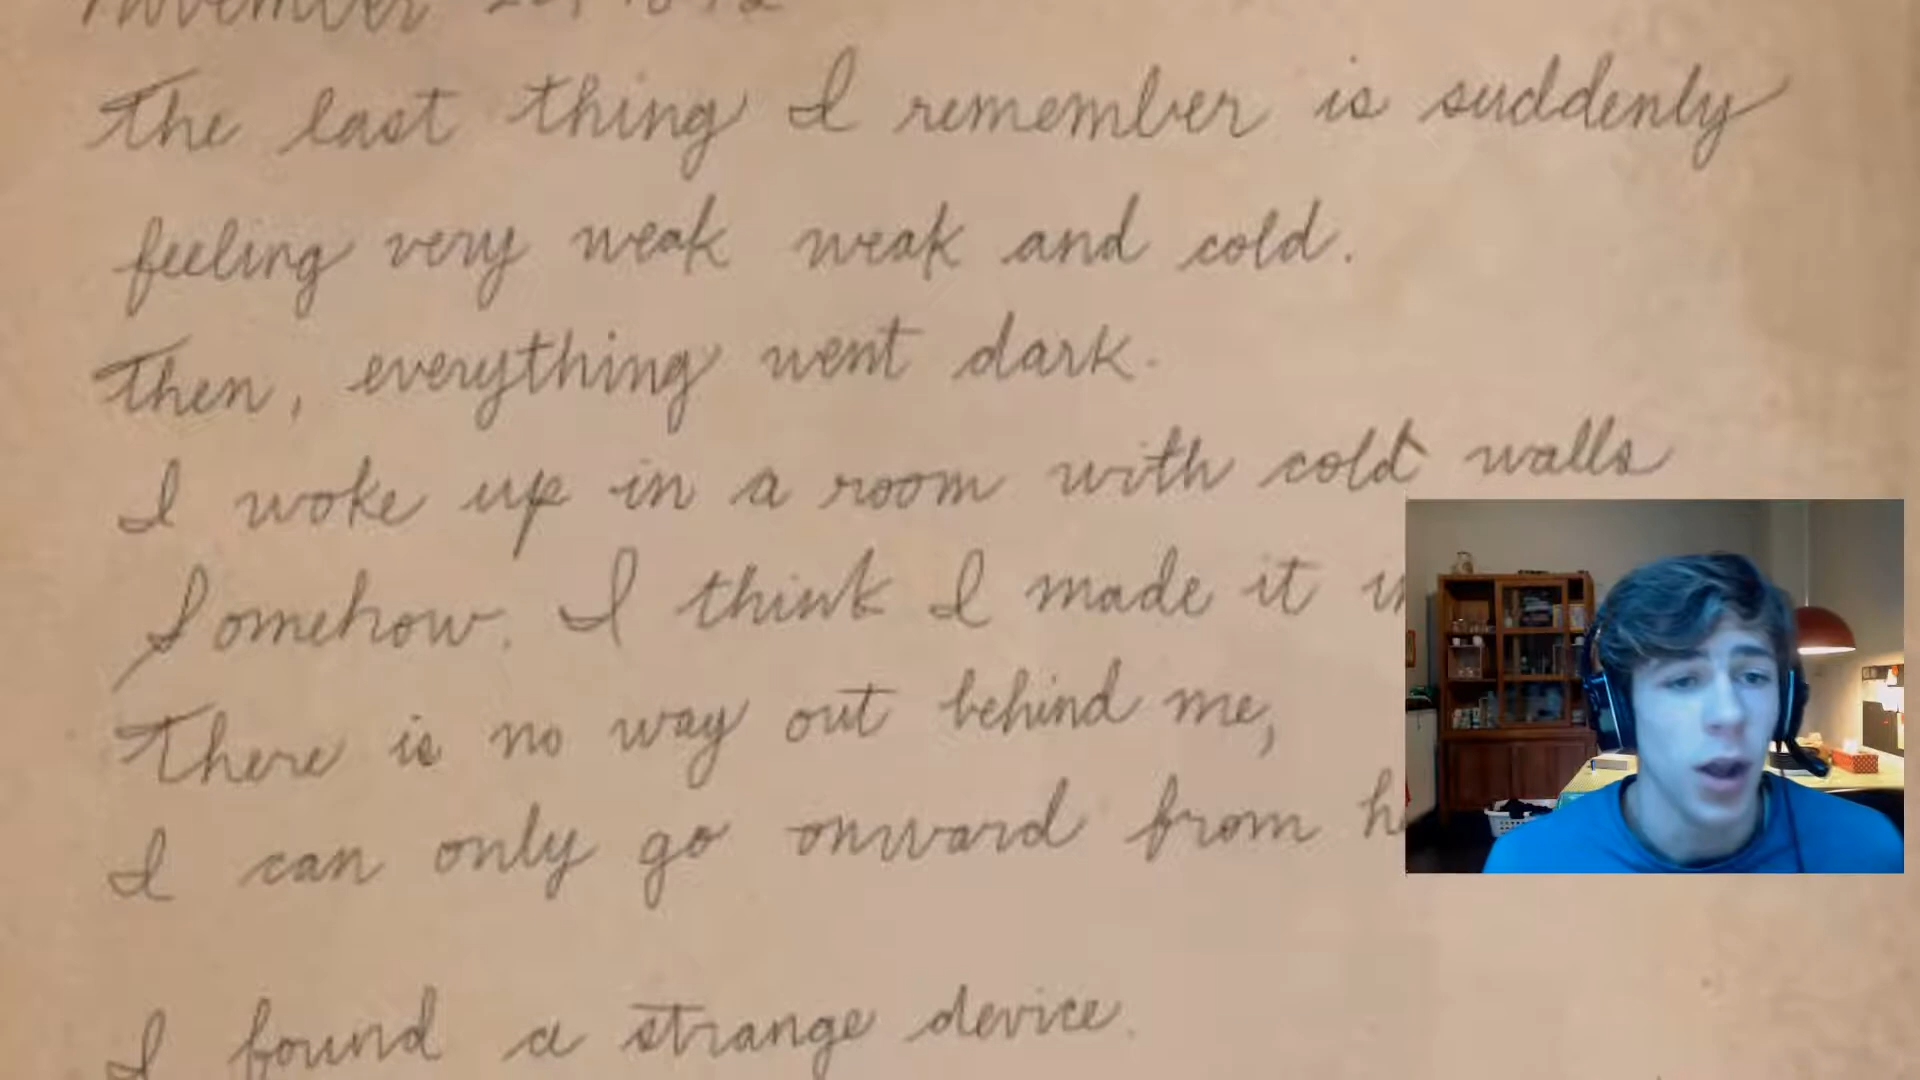 November
The last thing I remember is suddenly
feeling very weak weak and cold.
Then, everything went dark.
I woke up in a room with cold walls
Somehow. I think I made it
There is no way out behind me,
I can only go onward from
I found a strange device.